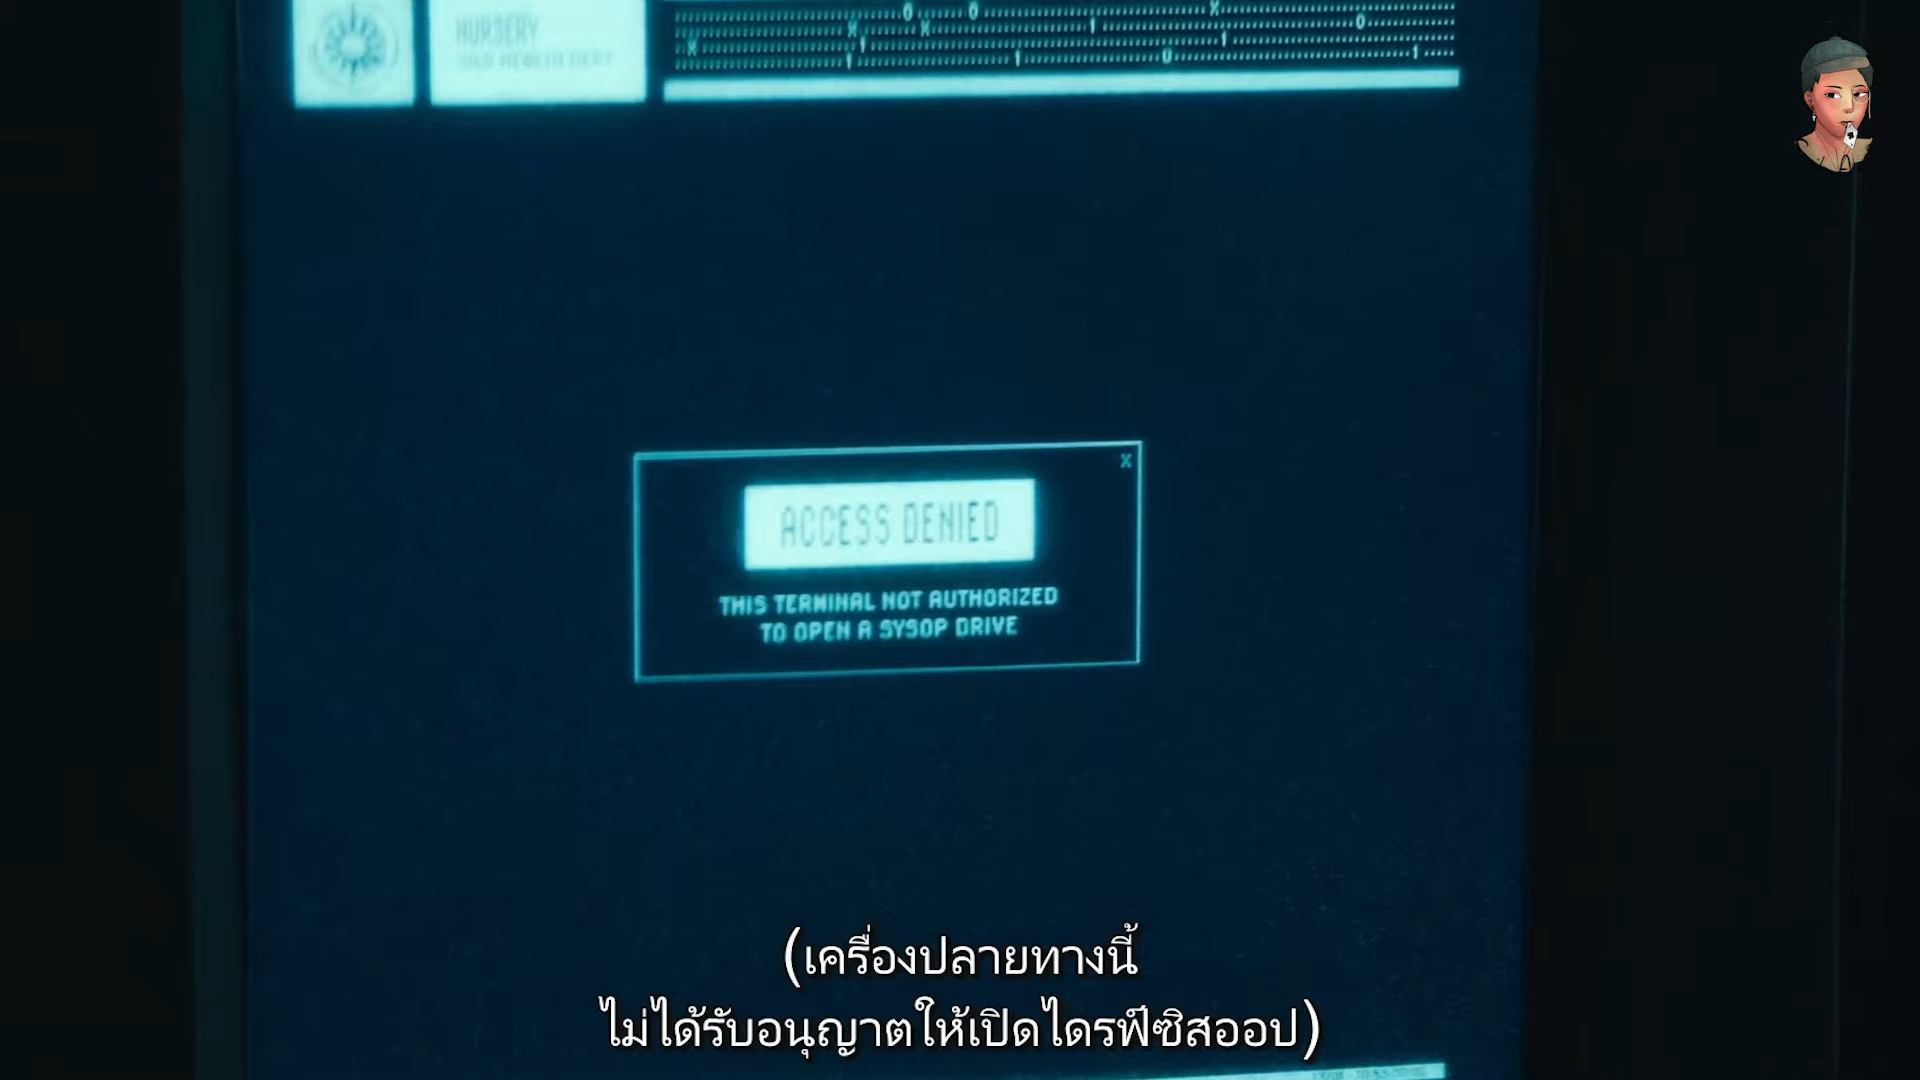 NURSERY
ACCESS DENIED
X
THIS TERMINAL NOT AUTHORIZED
TO OPEN A SYSOP DRIVE
(เครื่องปลายทางนี้
ไม่ได้รับอนุญาตให้เปิดไดรฟ์ซิสออป)